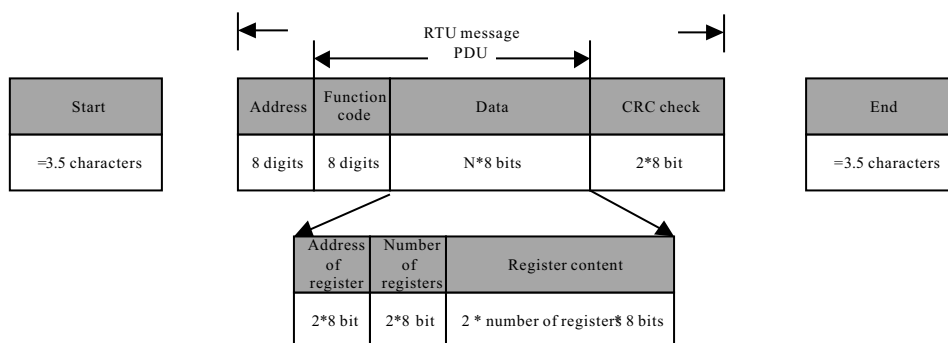 RTU message
PDU
Start
Address
Function
code
Data
CRC check
End
=3.5 characters
8 digits
8 digits
N*8 bits
2*8 bit
=3.5 characters
Address
of
register
Number
of
registers
Register content
2*8 bit
2*8 bit
2 * number of registers* 8 bits